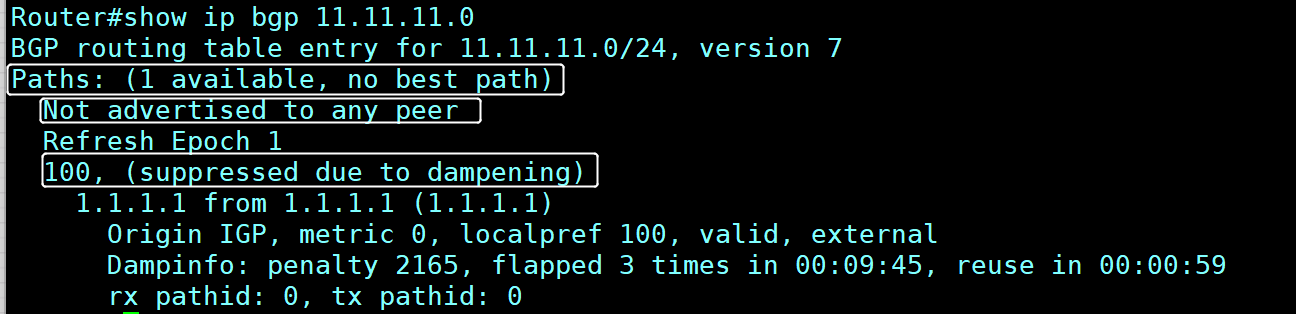 Router#show ip bgp 11.11.11.0
BGP routing table entry for 11.11.11.0/24, version 7
Paths: (1 available, no best path)
Not advertised to any peer
Refresh Epoch 1
100, (suppressed due to dampening)
1.1.1.1 from 1.1.1.1 (1.1.1.1)
Origin IGP, metric 0, localpref 100, valid, external
Dampinfo: penalty 2165, flapped 3 times in 00:09:45, reuse in 00:00:59
rx pathid: 0, tx pathid: 0